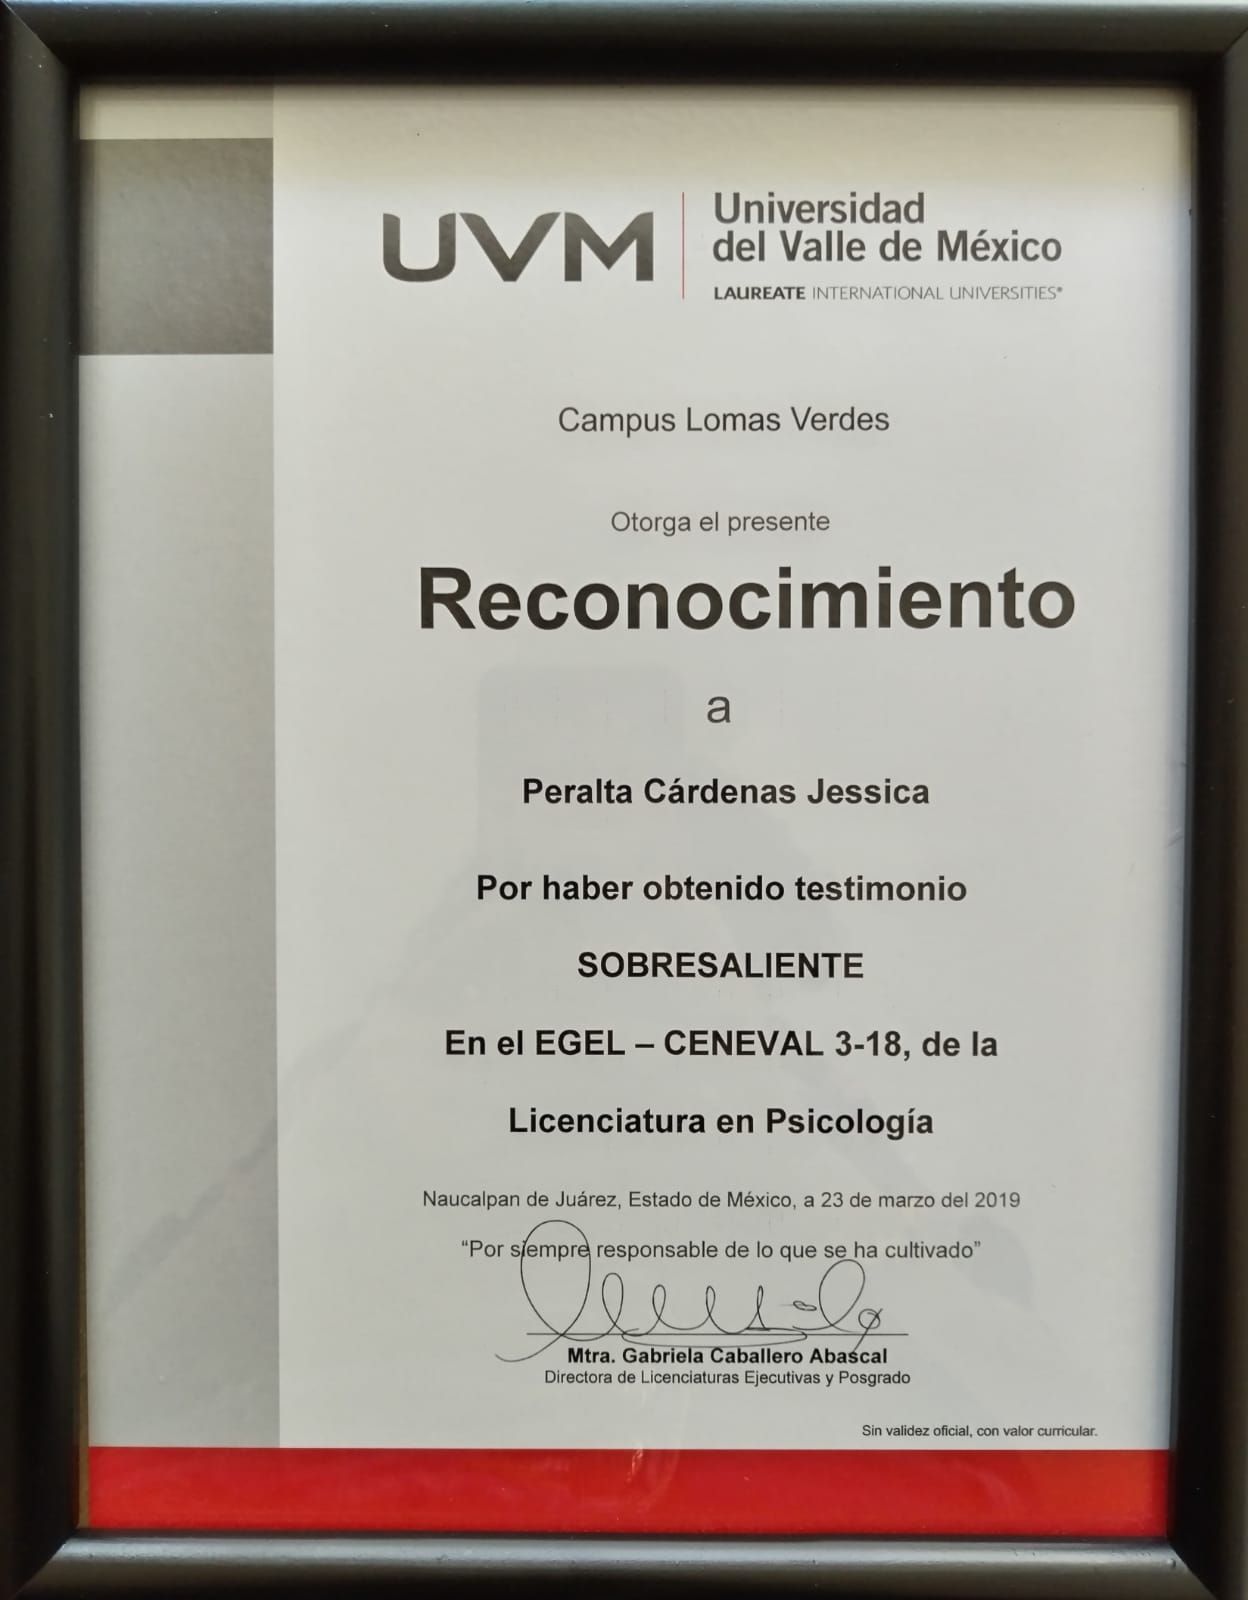 UVM
Universidad
del Valle de México
LAUREATE INTERNATIONAL UNIVERSITIES®
Campus Lomas Verdes
Otorga el presente
Reconocimiento
a
Peralta Cárdenas Jessica
Por haber obtenido testimonio
SOBRESALIENTE
En el EGEL – CENEVAL 3-18, de la
Licenciatura en Psicología
Naucalpan de Juárez, Estado de México, a 23 de marzo del 2019
“Por siempre responsable de lo que se ha cultivado”
Mtra. Gabriela Caballero Abascal
Directora de Licenciaturas Ejecutivas y Posgrado
Sin validez oficial, con valor curricular.